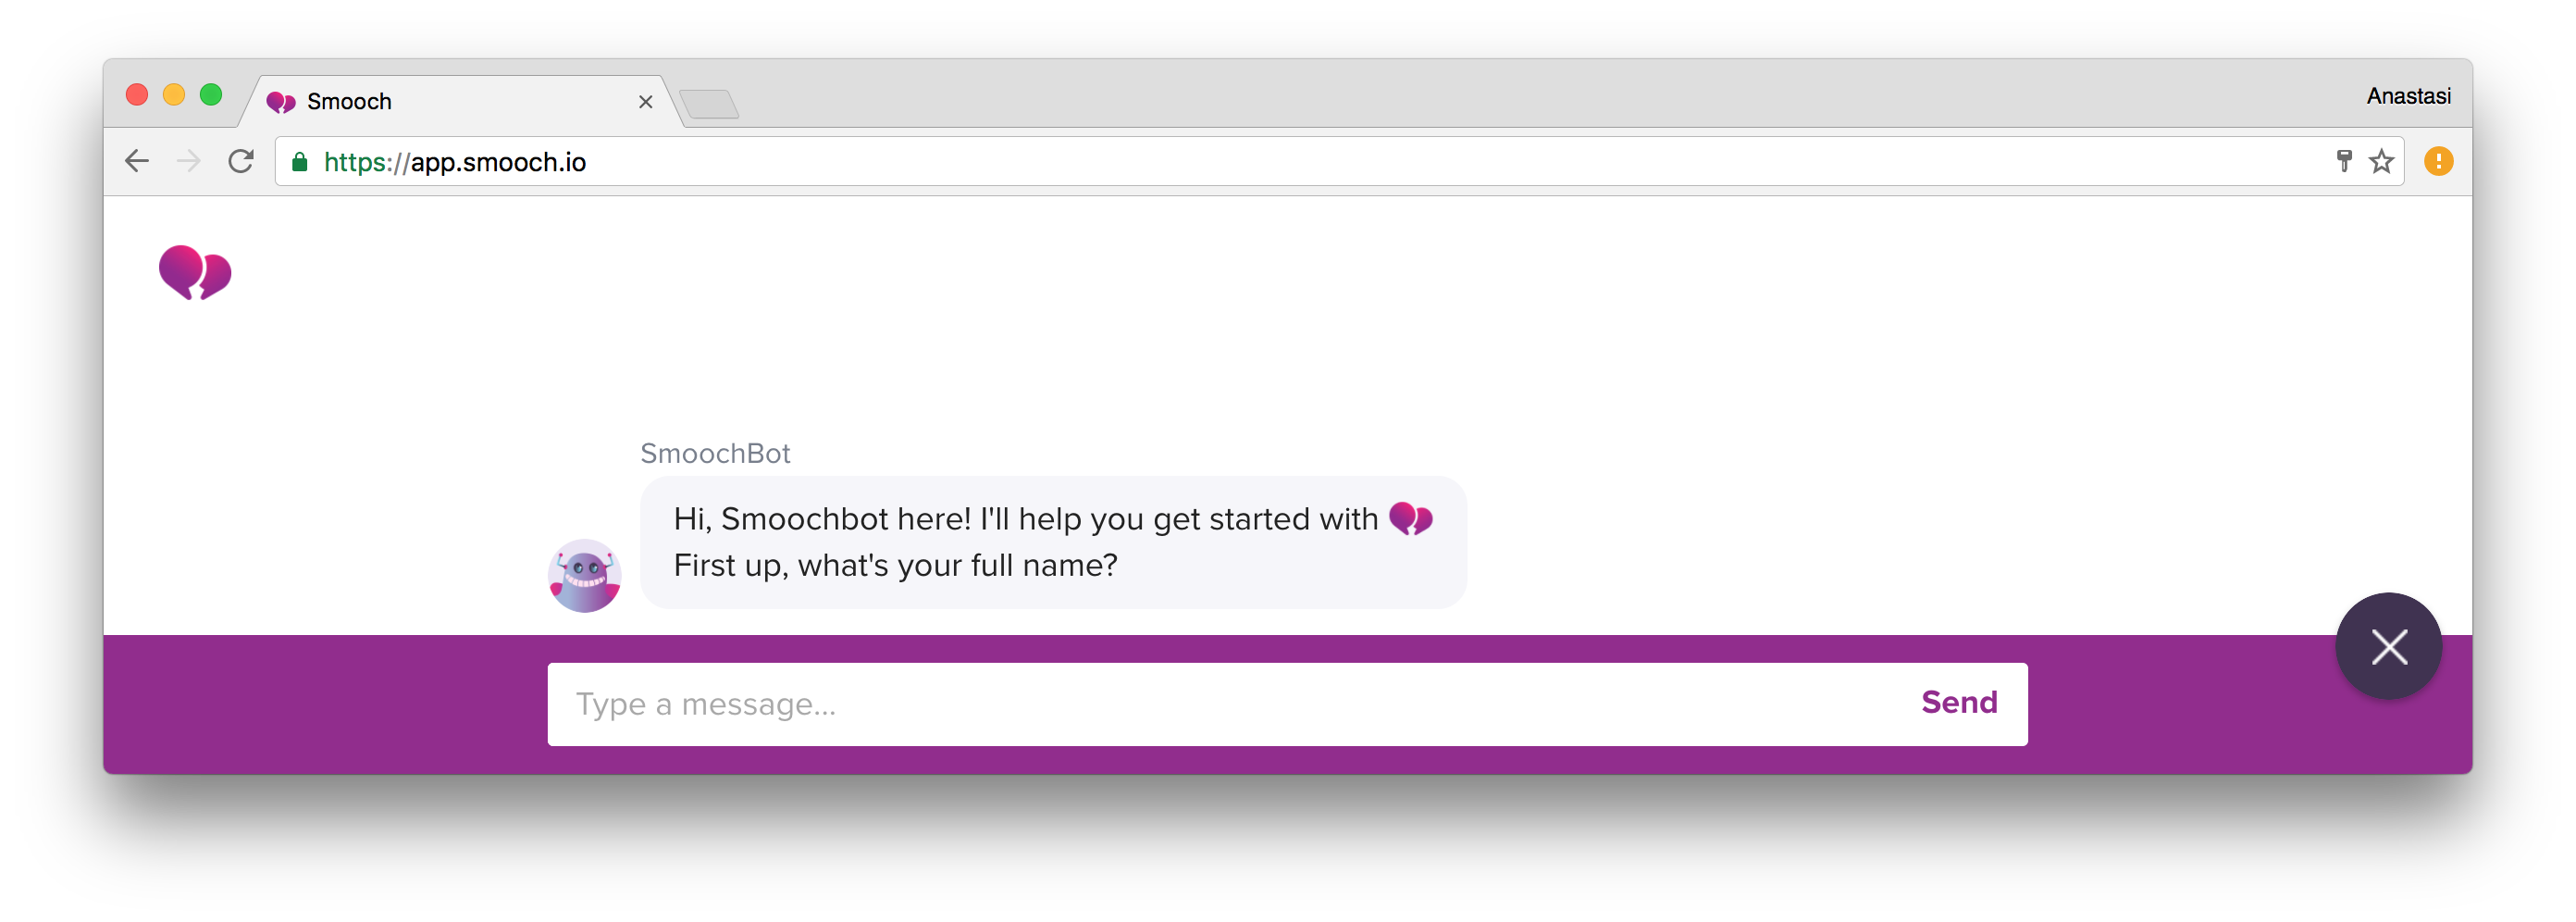 Smooch
Anastasi
https://app.smooch.io
SmoochBot
Hi, Smoochbot here! I'll help you get started with
First up, what's your full name?
Type a message...
Send